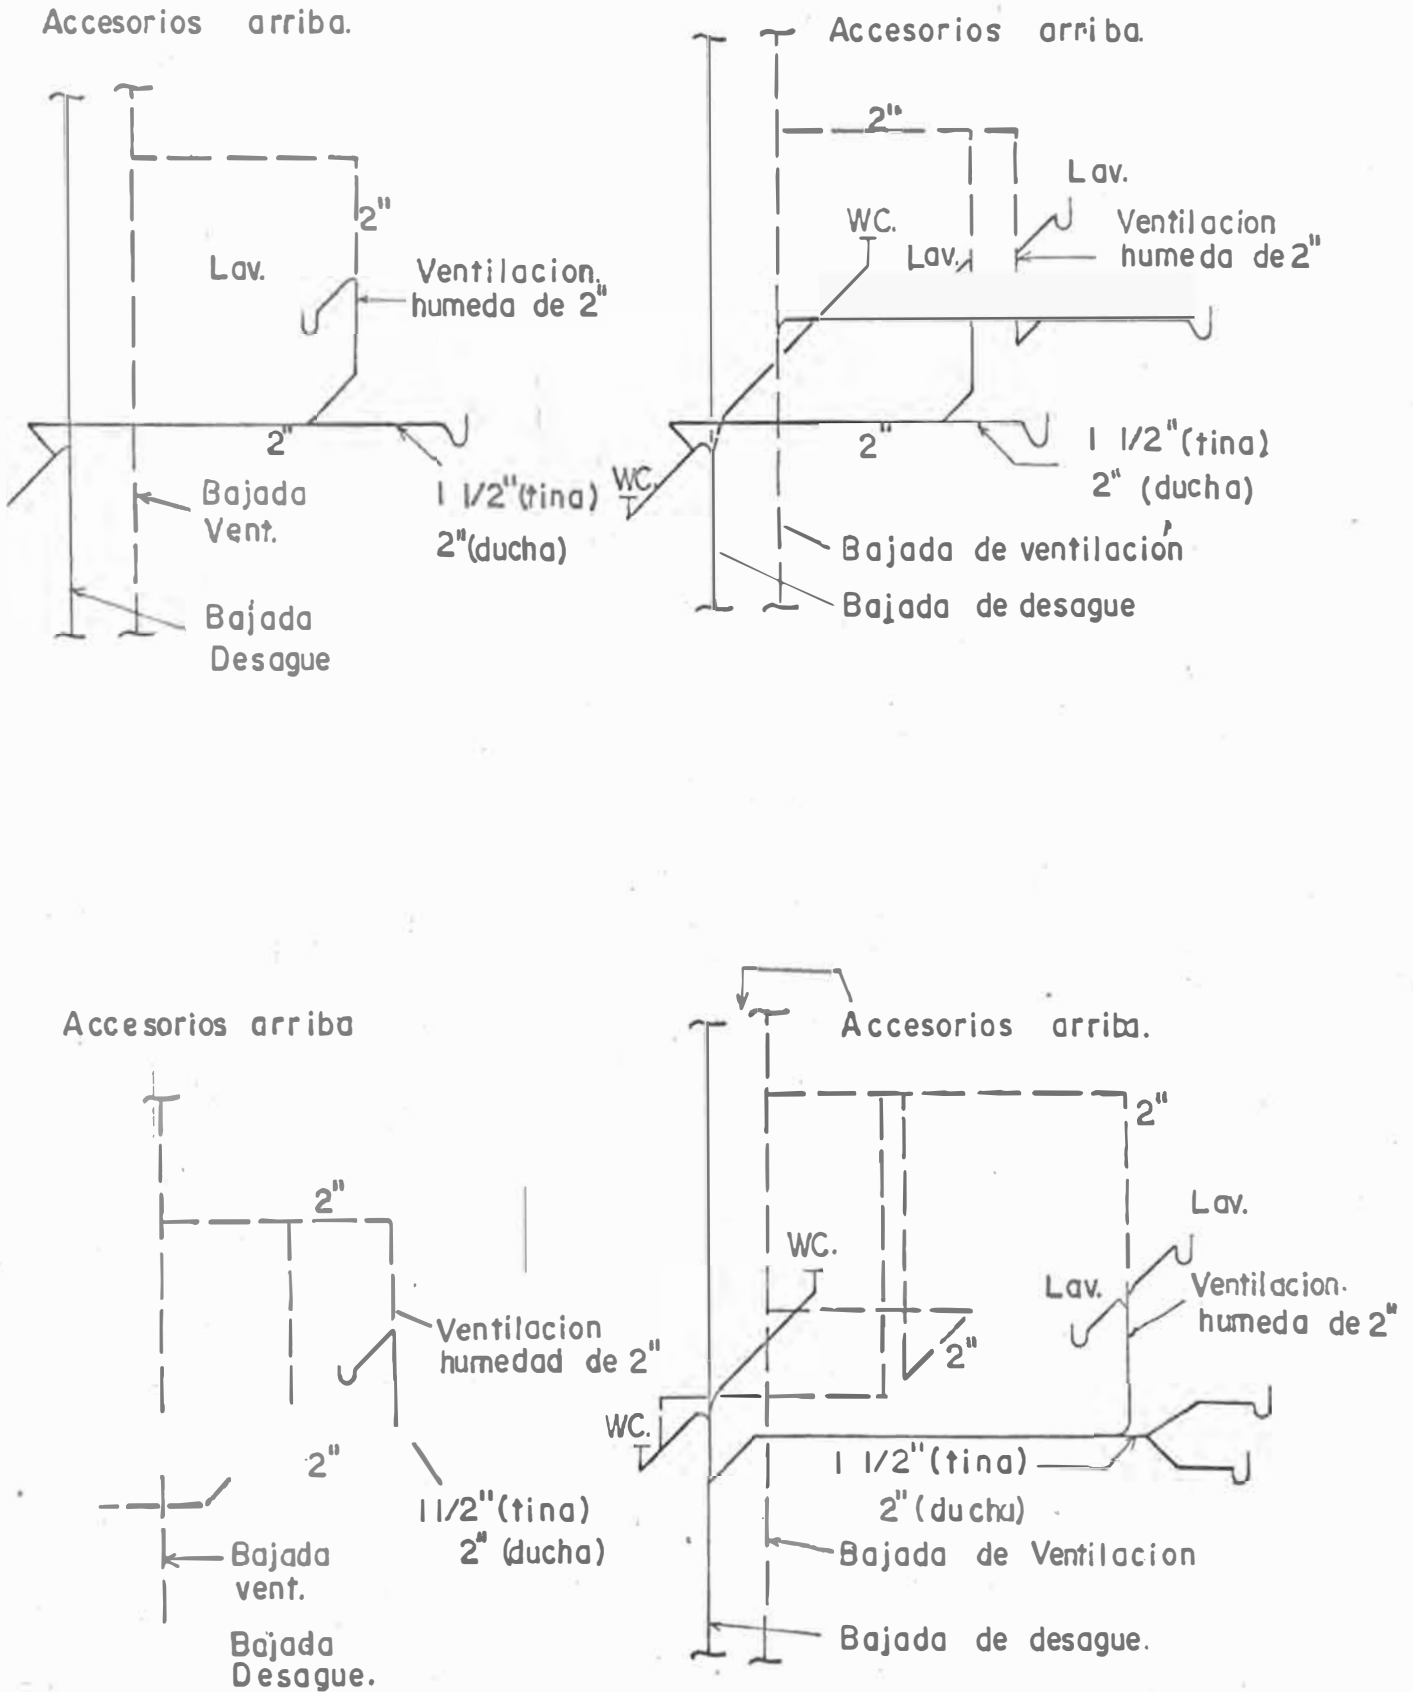 Accesorios arriba.
2"
Lav.
Ventilacion.
humeda de 2"
2"
1 1/2"(tina)
2"(ducha)
Bajada
Vent.
Bajada
Desague
Accesorios arriba.
2"
Lav.
WC.
Ventilacion
humeda de 2"
Lav.
2"
1 1/2"(tina)
2" (ducha)
WC.
Bajada de ventilación
Bajada de desague
Accesorios arriba
2"
Ventilacion
humedad de 2"
2"
1 1/2" (tina)
2" (ducha)
Bajada
vent.
Bajada
Desague.
Accesorios arriba.
2"
Lav.
WC.
Lav.
Ventilacion.
humeda de 2"
2"
WC.
1 1/2" (tina)
2" (ducha)
Bajada de Ventilacion
Bajada de desague.